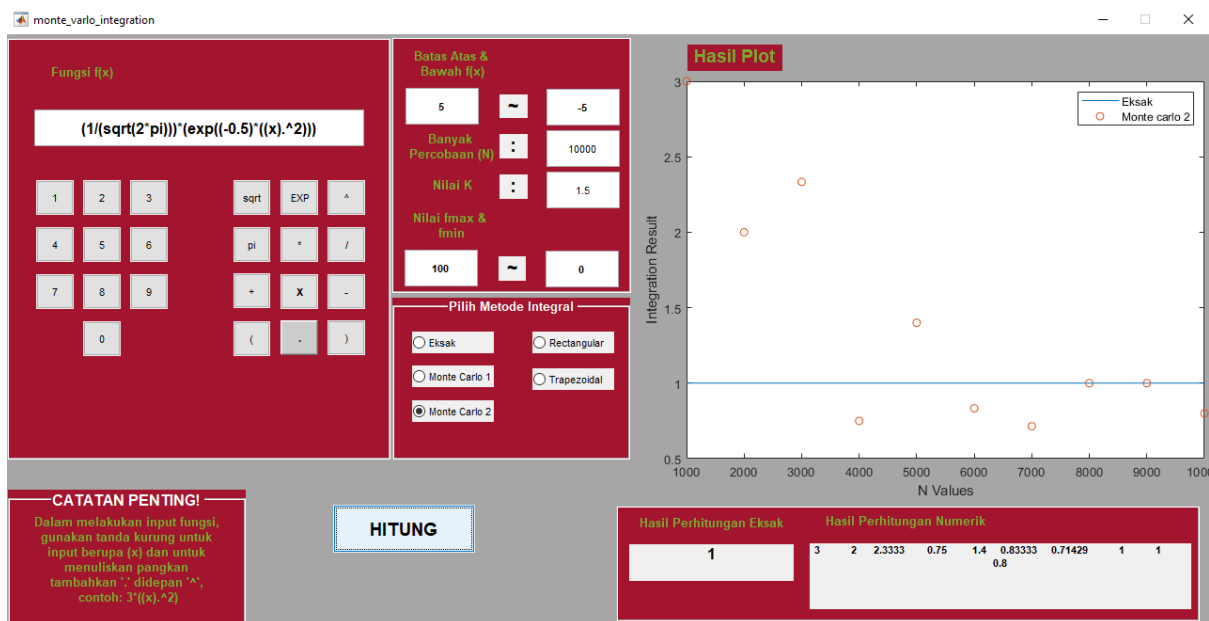 monte_varlo_integration
Fungsi f(x)
(1/(sqrt(2*pi)))*(exp((-0.5)*((x).^2)))
1 2 3 sqrt EXP ^
4 5 6 pi * /
7 8 9 + X -
0 ( . )
Batas Atas &
Bawah f(x)
5 ~ -5
Banyak
Percobaan (N) : 10000
Nilai K : 1.5
Nilai fmax &
fmin
100 ~ 0
Pilih Metode Integral
Eksak Rectangular
Monte Carlo 1 Trapezoidal
Monte Carlo 2
Hasil Plot
Eksak
Monte carlo 2
3
2.5
2
1.5
1
0.5
Integration Result
1000 2000 3000 4000 5000 6000 7000 8000 9000 1000
N Values
CATATAN PENTING!
Dalam melakukan input fungsi,
gunakan tanda kurung untuk
input berupa (x) dan untuk
menuliskan pangkan
tambahkan '.' didepan '^',
contoh: 3*((x).^2)
HITUNG
Hasil Perhitungan Eksak
1
Hasil Perhitungan Numerik
3 2 2.3333 0.75 1.4 0.83333 0.71429 1 1
0.8